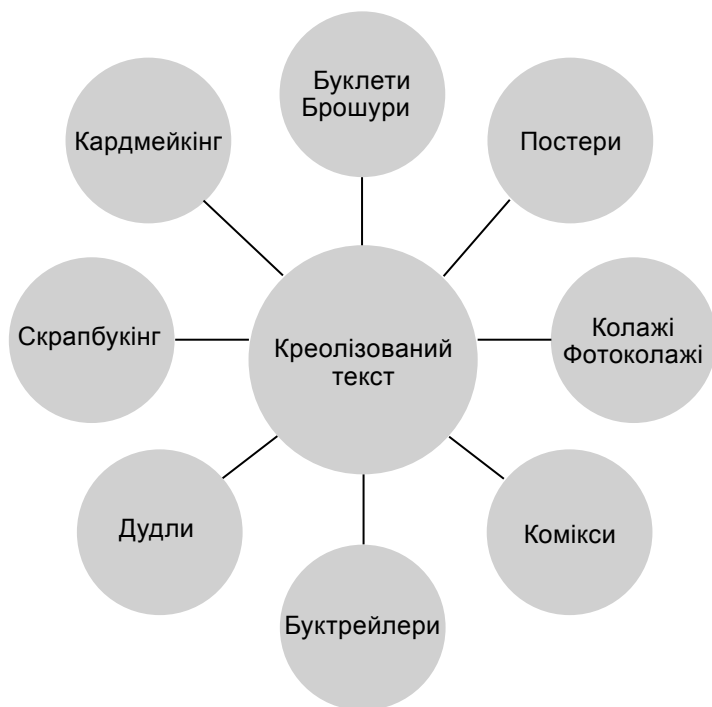 Буклети
Брошури
Кардмейкінг
Постери
Скрапбукінг
Креолізований
текст
Колажі
Фотоколажі
Дудли
Комікси
Буктрейлери